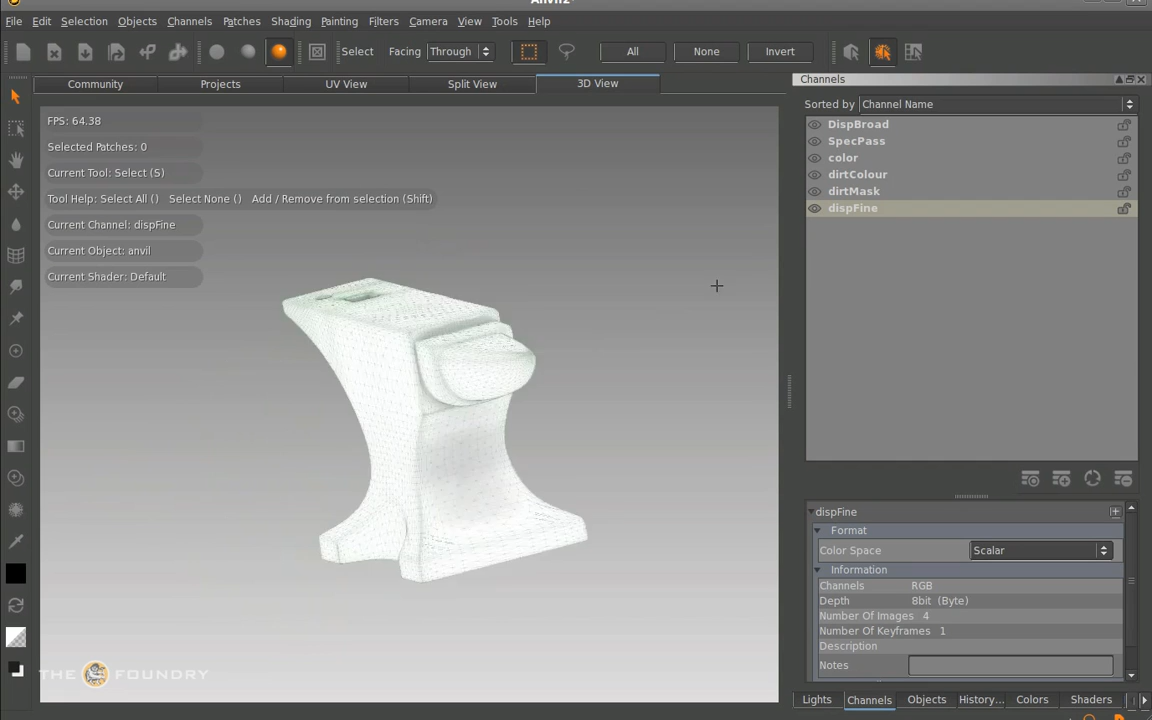 File Edit Selection Objects Channels Patches Shading Painting Filters Camera View Tools Help
Select Facing Through All None Invert
Community Projects UV View Split View 3D View
FPS: 64.38
Selected Patches: 0
Current Tool: Select (S)
Tool Help: Select All () Select None () Add / Remove from selection (Shift)
Current Channel: dispFine
Current Object: anvil
Current Shader: Default
THE FOUNDRY
Channels
Sorted by Channel Name
DispBroad
SpecPass
color
dirtColour
dirtMask
dispFine
dispFine
Format
Color Space Scalar
Information
Channels RGB
Depth 8bit (Byte)
Number Of Images 4
Number Of Keyframes 1
Description
Notes
Lights Channels Objects History... Colors Shaders